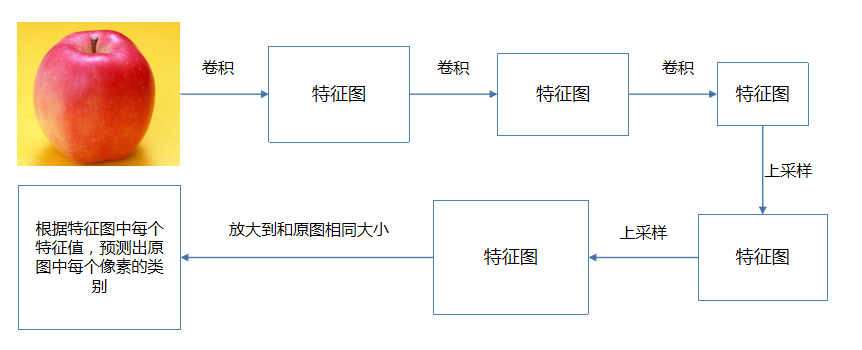 卷积
特征图
卷积
特征图
卷积
特征图
上采样
特征图
上采样
特征图
放大到和原图相同大小
根据特征图中每个
特征值，预测出原
图中每个像素的类
别